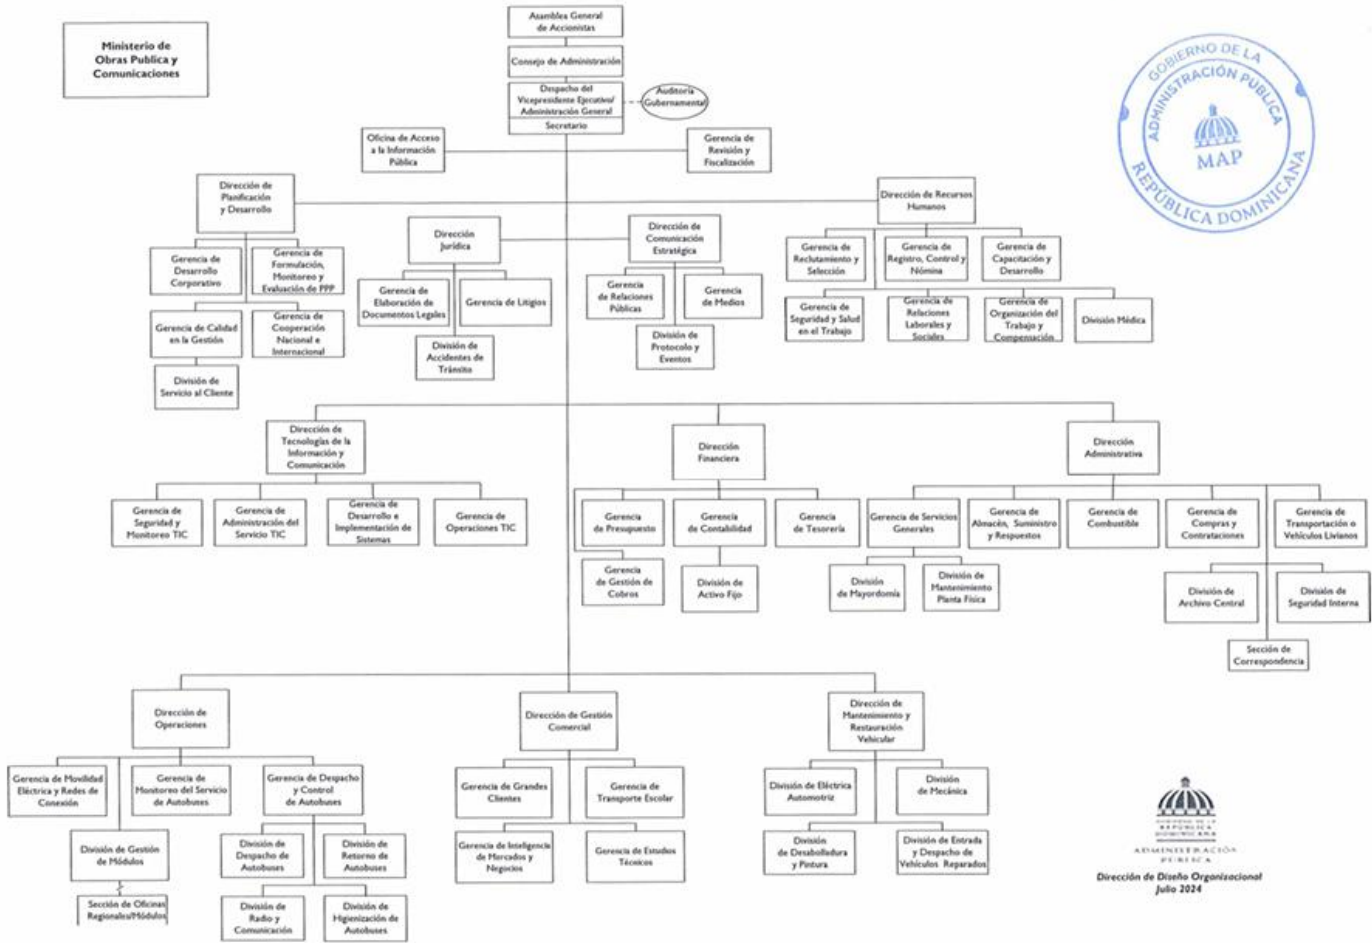 Ministerio de
Obras Publica y
Comunicaciones
Asamblea General
de Accionistas
Consejo de Administración
Despacho del
Vicepresidente Ejecutivo/
Administración General
Secretario
Auditoría
Gubernamental
GOBIERNO DE LA
REPÚBLICA DOMINICANA
ADMINISTRACIÓN PÚBLICA
MAP
Oficina de Acceso
a la Información
Pública
Gerencia de
Revisión y
Fiscalización
Dirección de
Planificación
y Desarrollo
Dirección de Recursos
Humanos
Dirección
Jurídica
Dirección de
Comunicación
Estratégica
Gerencia de
Desarrollo
Corporativo
Gerencia de
Formulación,
Monitoreo y
Evaluación de PPP
Gerencia de Calidad
en la Gestión
Gerencia de
Cooperación
Nacional e
Internacional
División de
Servicio al Cliente
Gerencia de
Elaboración de
Documentos Legales
Gerencia de Litigios
División de
Accidentes de
Tránsito
Gerencia
de Relaciones
Públicas
Gerencia
de Medios
División de
Protocolo y
Eventos
Gerencia de
Reclutamiento y
Selección
Gerencia de
Registro, Control y
Nómina
Gerencia de
Capacitación y
Desarrollo
Gerencia de
Seguridad y Salud
en el Trabajo
Gerencia de
Relaciones
Laborales y
Sociales
Gerencia de
Organización del
Trabajo y
Compensación
División Médica
Dirección de
Tecnologías de la
Información y
Comunicación
Dirección
Financiera
Dirección
Administrativa
Gerencia de
Seguridad y
Monitoreo TIC
Gerencia de
Administración del
Servicio TIC
Gerencia de
Desarrollo e
Implementación de
Sistemas
Gerencia de
Operaciones TIC
Gerencia
de Presupuesto
Gerencia
de Contabilidad
Gerencia
de Tesorería
Gerencia
de Gestión de
Cobros
División de
Activo Fijo
Gerencia de Servicios
Generales
Gerencia de
Almacén, Suministro
y Respuestos
Gerencia de
Combustible
Gerencia de
Compras y
Contrataciones
Gerencia de
Transportación o
Vehículos Livianos
División
de Mayordomía
División de
Mantenimiento
Planta Física
División de
Archivo Central
División de
Seguridad Interna
Sección de
Correspondencia
Dirección de
Operaciones
Dirección de Gestión
Comercial
Dirección de
Mantenimiento y
Restauración
Vehicular
Gerencia de Movilidad
Eléctrica y Redes de
Conexión
Gerencia de
Monitoreo del Servicio
de Autobuses
Gerencia de Despacho
y Control
de Autobuses
División de Gestión
de Módulos
Sección de Oficinas
Regionales/Módulos
División de
Despacho de
Autobuses
División de
Retorno de
Autobuses
División de
Radio y
Comunicación
División de
Higienización de
Autobuses
Gerencia de Grandes
Clientes
Gerencia de
Transporte Escolar
Gerencia de Inteligencia
de Mercados y
Negocios
Gerencia de Estudios
Técnicos
División de Eléctrica
Automotriz
División
de Mecánica
División
de Desabolladura
y Pintura
División de Entrada
y Despacho de
Vehículos Reparados
GOBIERNO DE LA
REPÚBLICA
DOMINICANA
ADMINISTRACIÓN
PÚBLICA
Dirección de Diseño Organizacional
Julio 2024